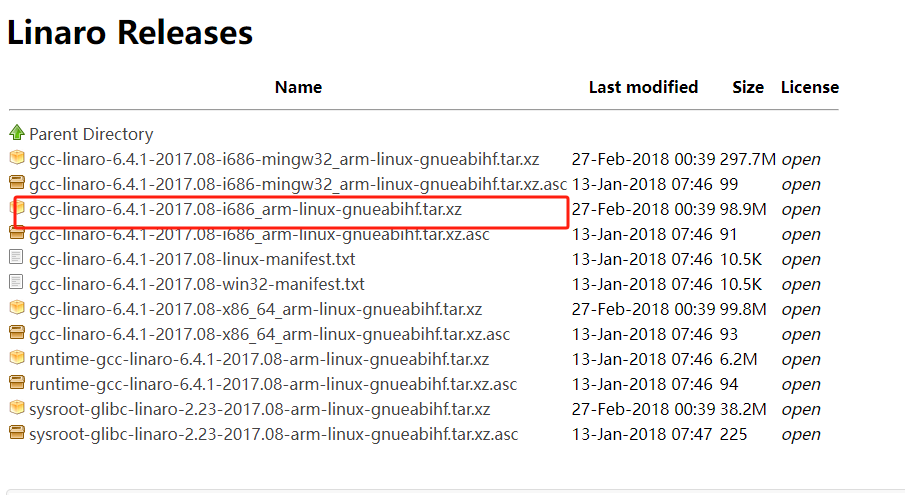 Linaro Releases
Name Last modified Size License
Parent Directory
gcc-linaro-6.4.1-2017.08-i686-mingw32_arm-linux-gnueabihf.tar.xz 27-Feb-2018 00:39 297.7M open
gcc-linaro-6.4.1-2017.08-i686-mingw32_arm-linux-gnueabihf.tar.xz.asc 13-Jan-2018 07:46 99 open
gcc-linaro-6.4.1-2017.08-i686_arm-linux-gnueabihf.tar.xz 27-Feb-2018 00:39 98.9M open
gcc-linaro-6.4.1-2017.08-i686_arm-linux-gnueabihf.tar.xz.asc 13-Jan-2018 07:46 91 open
gcc-linaro-6.4.1-2017.08-linux-manifest.txt 13-Jan-2018 07:46 10.5K open
gcc-linaro-6.4.1-2017.08-win32-manifest.txt 13-Jan-2018 07:46 10.5K open
gcc-linaro-6.4.1-2017.08-x86_64_arm-linux-gnueabihf.tar.xz 27-Feb-2018 00:39 99.8M open
gcc-linaro-6.4.1-2017.08-x86_64_arm-linux-gnueabihf.tar.xz.asc 13-Jan-2018 07:46 93 open
runtime-gcc-linaro-6.4.1-2017.08-arm-linux-gnueabihf.tar.xz 13-Jan-2018 07:46 6.2M open
runtime-gcc-linaro-6.4.1-2017.08-arm-linux-gnueabihf.tar.xz.asc 13-Jan-2018 07:46 94 open
sysroot-glibc-linaro-2.23-2017.08-arm-linux-gnueabihf.tar.xz 27-Feb-2018 00:39 38.2M open
sysroot-glibc-linaro-2.23-2017.08-arm-linux-gnueabihf.tar.xz.asc 13-Jan-2018 07:47 225 open